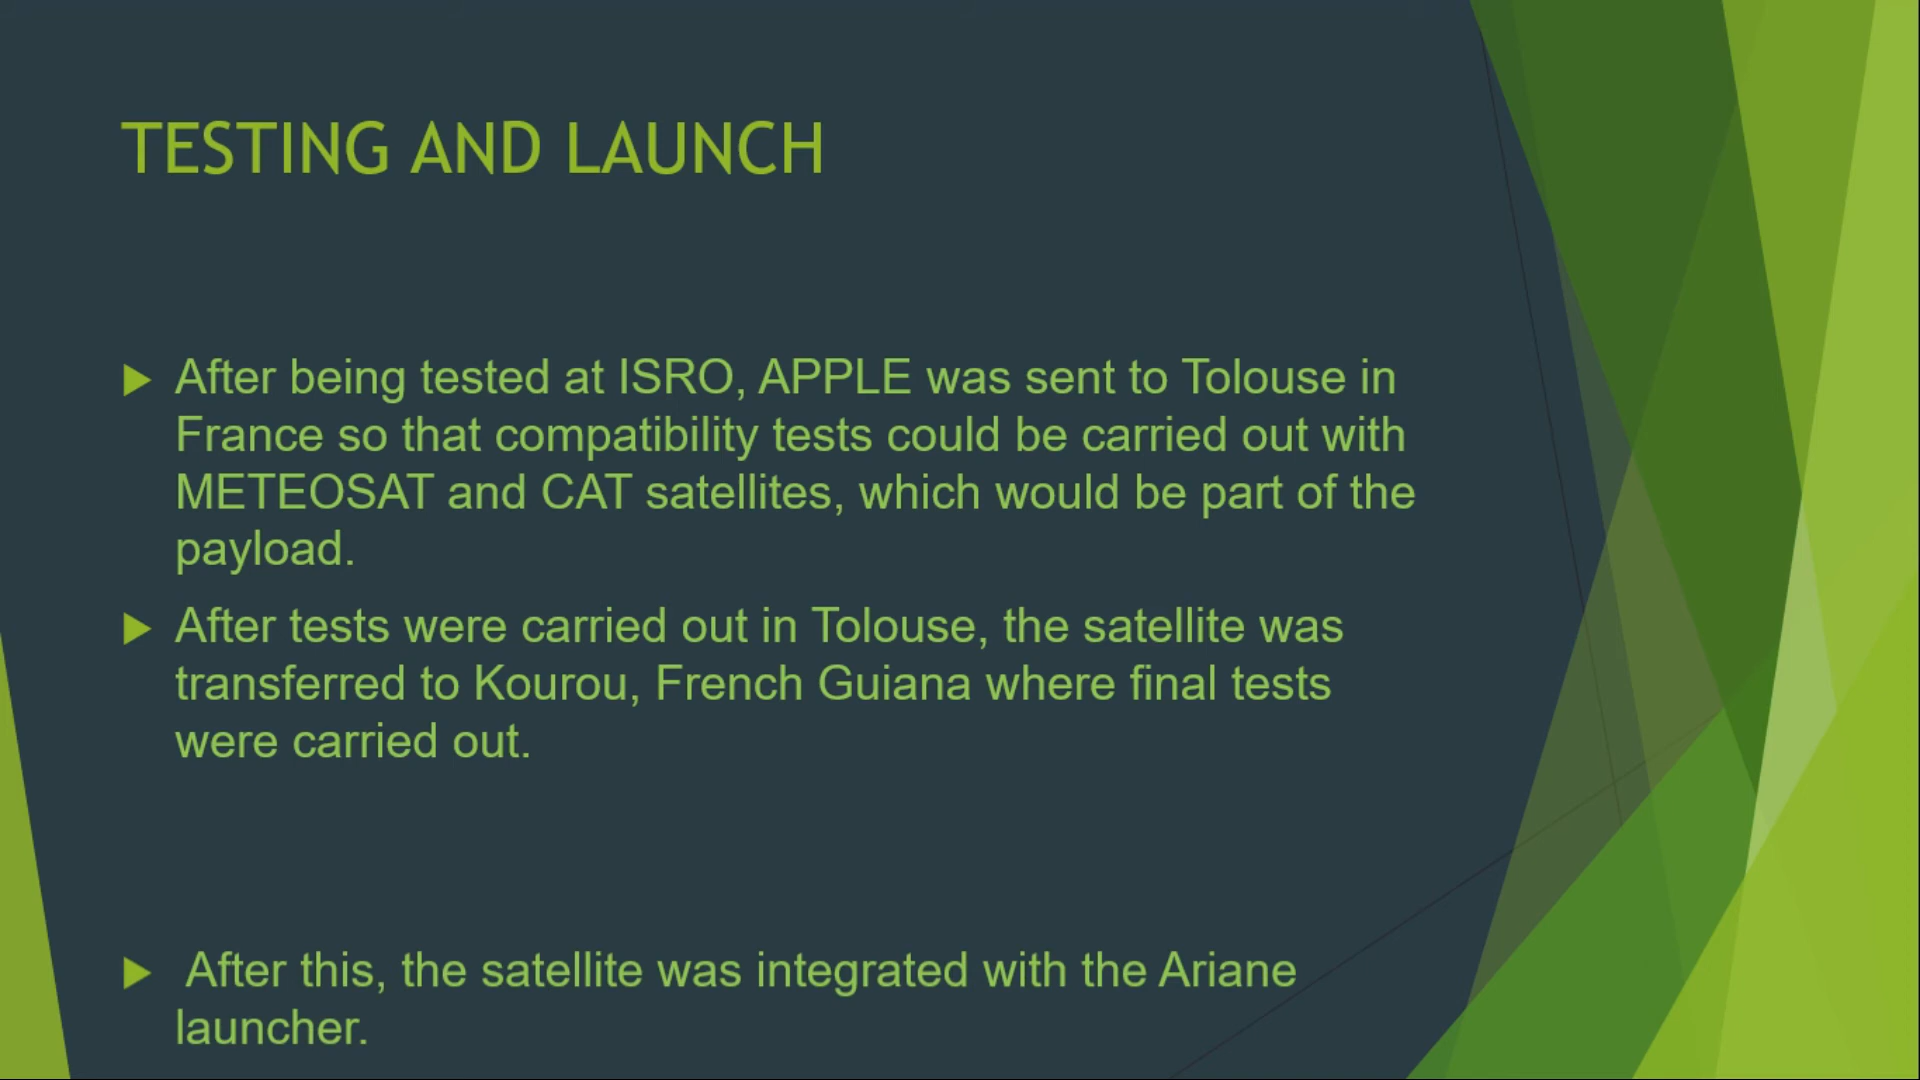 TESTING AND LAUNCH
After being tested at ISRO, APPLE was sent to Tolouse in
France so that compatibility tests could be carried out with
METEOSAT and CAT satellites, which would be part of the
payload.
After tests were carried out in Tolouse, the satellite was
transferred to Kourou, French Guiana where final tests
were carried out.
After this, the satellite was integrated with the Ariane
launcher.